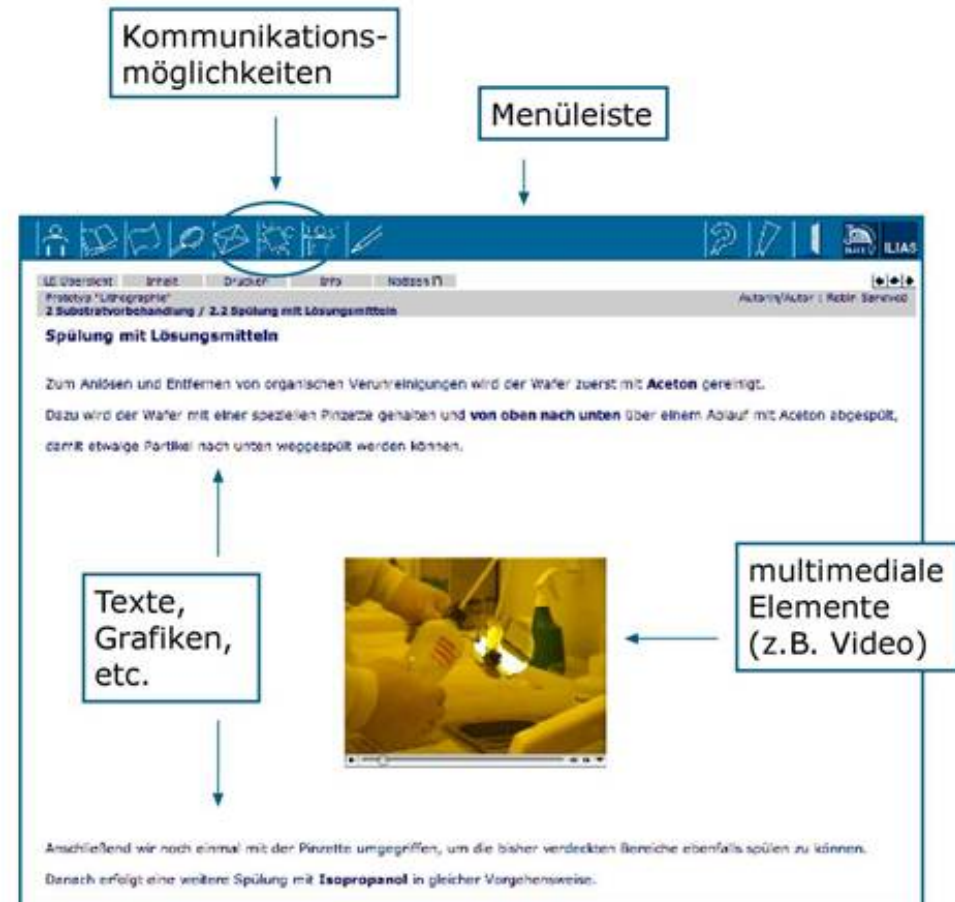 Kommunikations-
möglichkeiten
Menüleiste
ILIAS
LE Übersicht Inhalt Drucken Info Notizen
Prototyp "Lithographie"
Autorin/Autor : Robin
2 Substratvorbehandlung / 2.2 Spülung mit Lösungsmitteln
Spülung mit Lösungsmitteln
Zum Anlösen und Entfernen von organischen Verunreinigungen wird der Wafer zuerst mit Aceton gereinigt.
Dazu wird der Wafer mit einer speziellen Pinzette gehalten und von oben nach unten über einem Ablauf mit Aceton abgespült,
damit etwaige Partikel nach unten weggespült werden können.
Texte,
Grafiken,
etc.
multimediale
Elemente
(z.B. Video)
Anschließend wir noch einmal mit der Pinzette umgegriffen, um die bisher verdeckten Bereiche ebenfalls spülen zu können.
Danach erfolgt eine weitere Spülung mit Isopropanol in gleicher Vorgehensweise.